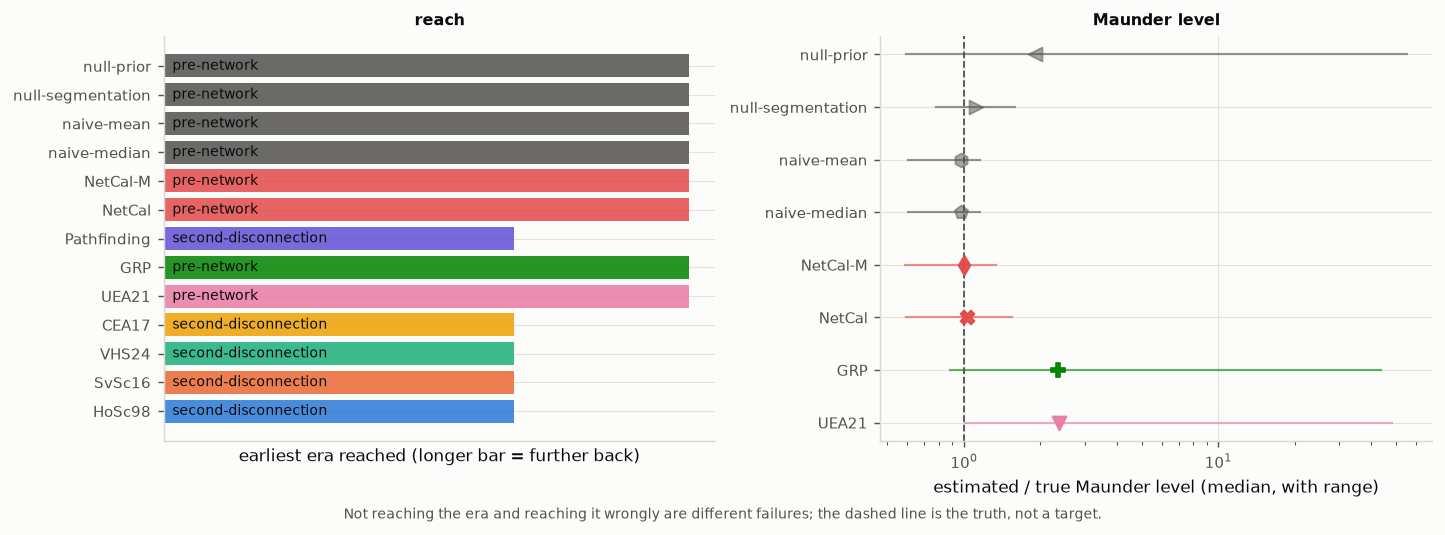 reach
null-prior
pre-network
null-segmentation
pre-network
naive-mean
pre-network
naive-median
pre-network
NetCal-M
pre-network
NetCal
pre-network
Pathfinding
second-disconnection
GRP
pre-network
UEA21
pre-network
CEA17
second-disconnection
VHS24
second-disconnection
SvSc16
second-disconnection
HoSc98
second-disconnection
earliest era reached (longer bar = further back)
Maunder level
null-prior
null-segmentation
naive-mean
naive-median
NetCal-M
NetCal
GRP
UEA21
10⁰
10¹
estimated / true Maunder level (median, with range)
Not reaching the era and reaching it wrongly are different failures; the dashed line is the truth, not a target.